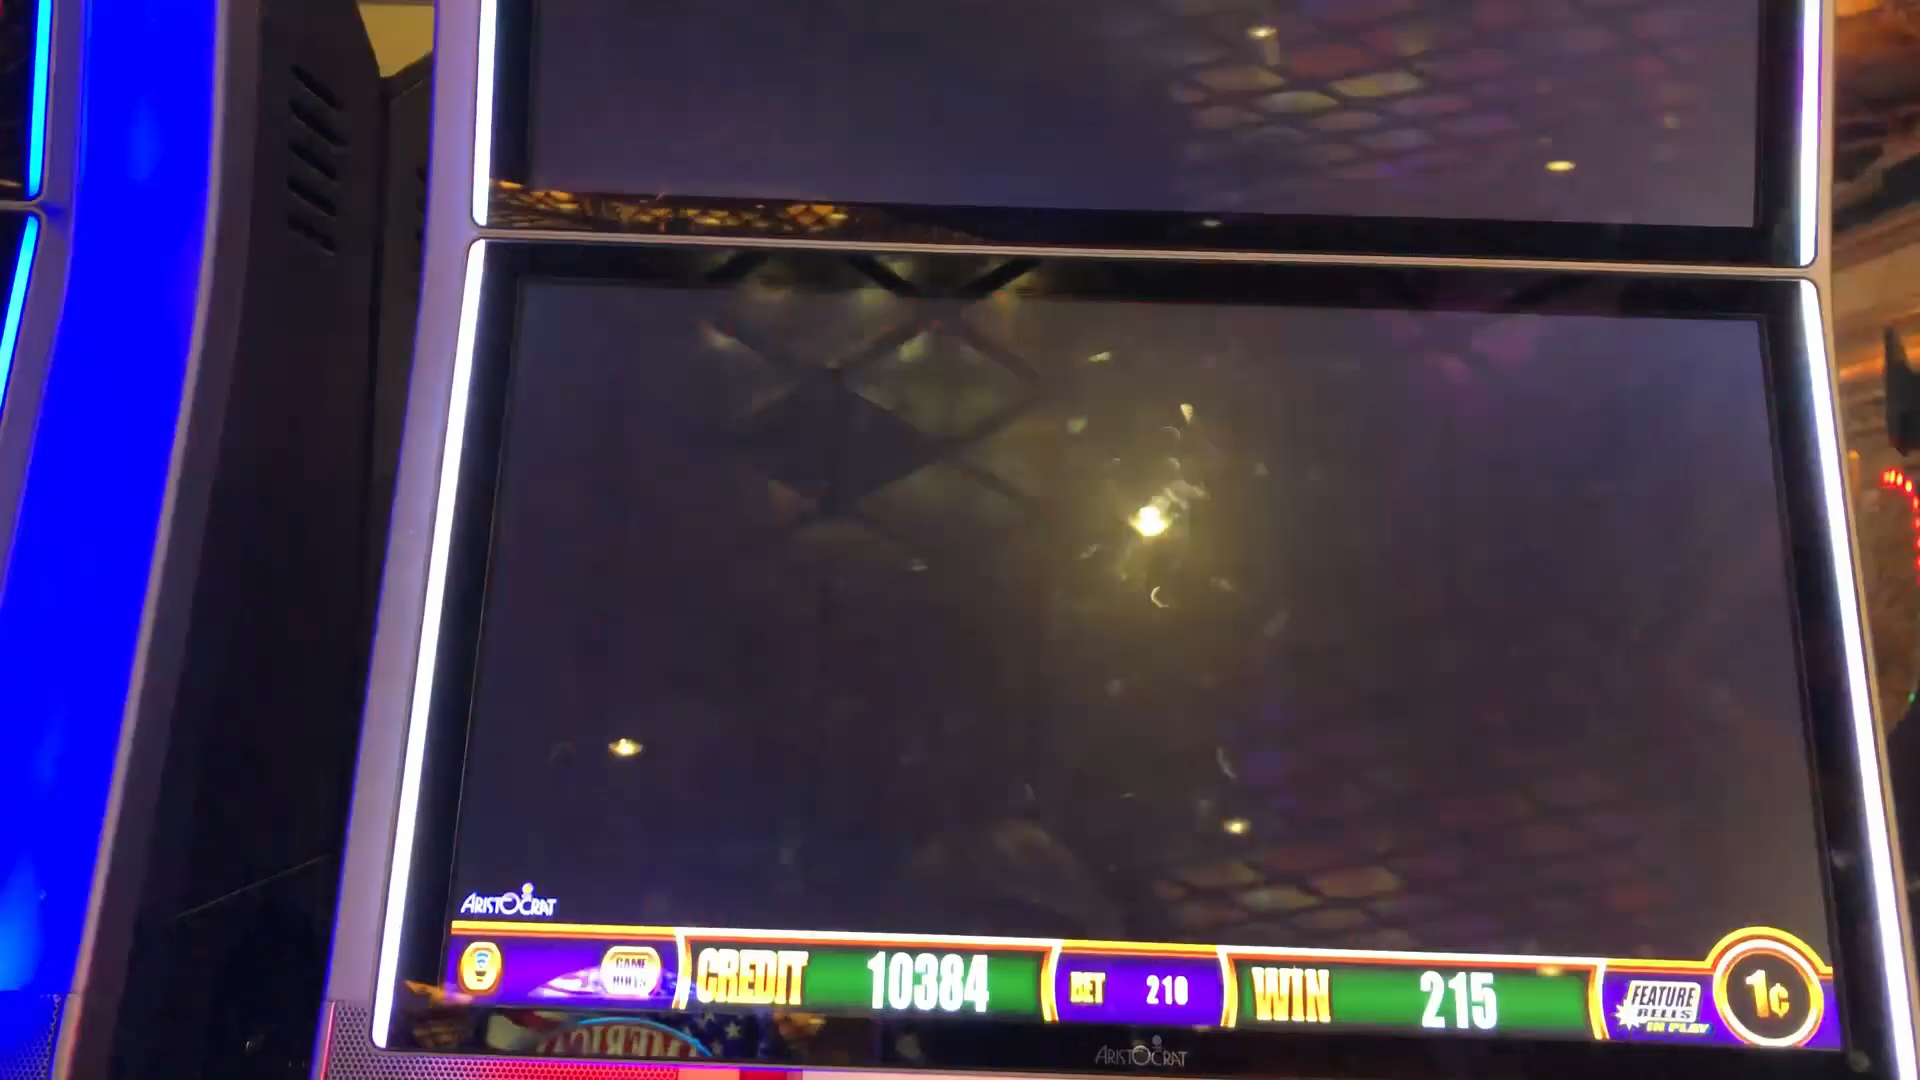 ARISTOCRAT
GAME RULES
CREDIT 10384
BET 210
WIN 215
FEATURE REELS IN PLAY
1¢
ARISTOCRAT